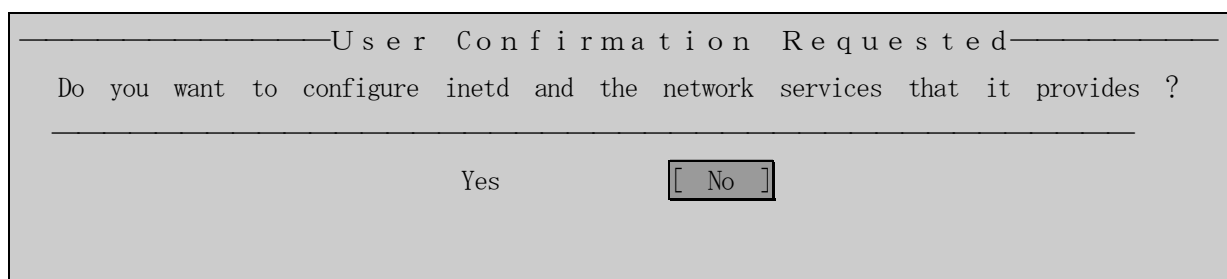 User Confirmation Requested
Do you want to configure inetd and the network services that it provides ?
Yes [ No ]